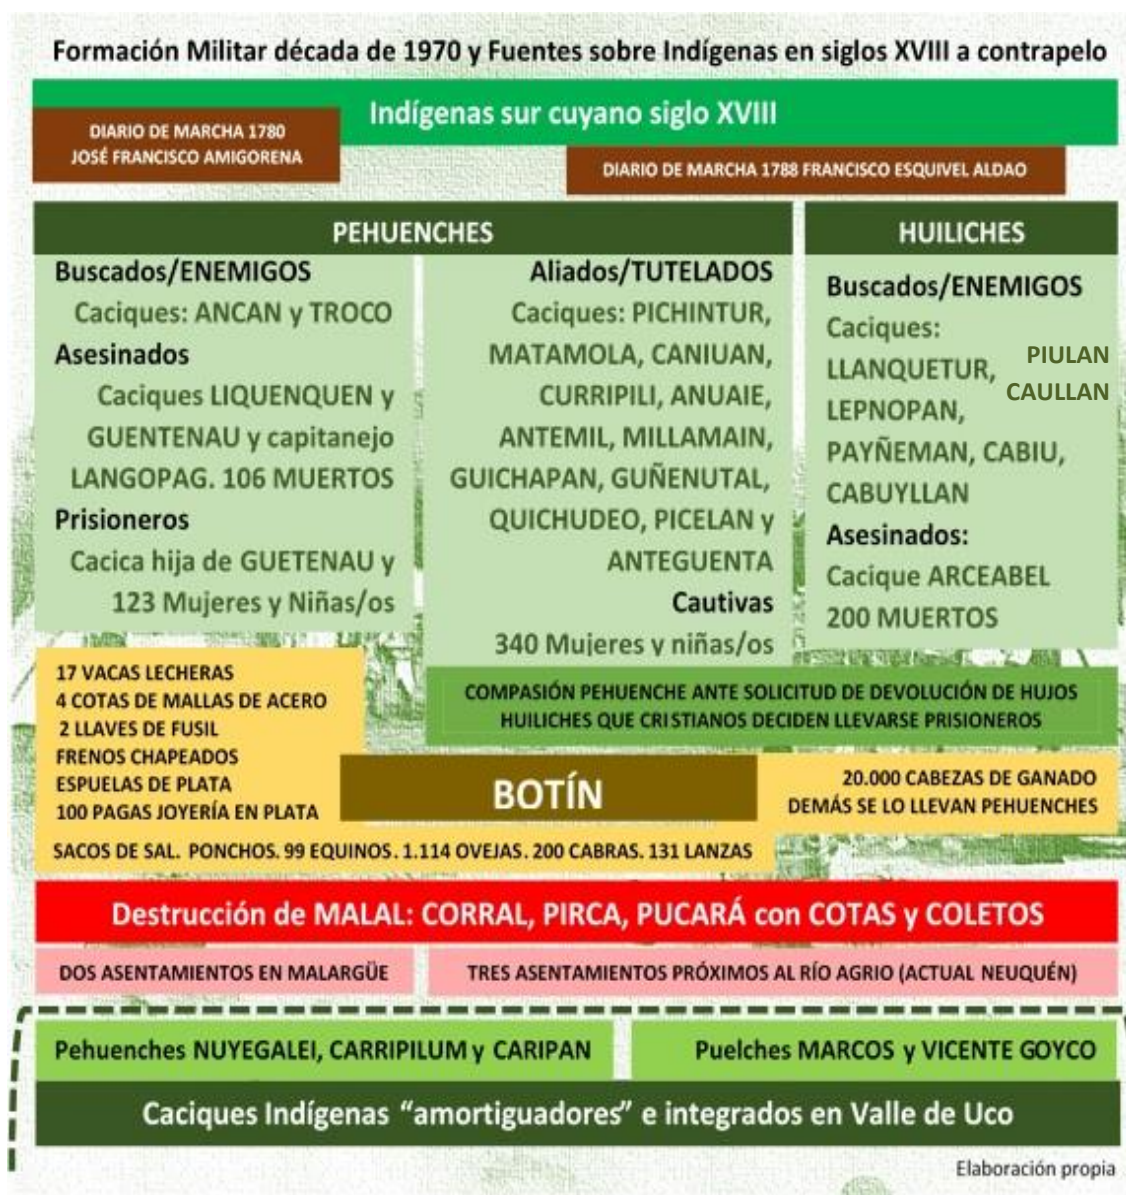 Formación Militar década de 1970 y Fuentes sobre Indígenas en siglos XVIII a contrapelo
Indígenas sur cuyano siglo XVIII
DIARIO DE MARCHA 1780
JOSÉ FRANCISCO AMIGORENA
DIARIO DE MARCHA 1788 FRANCISCO ESQUIVEL ALDAO
PEHUENCHES
Buscados/ENEMIGOS
Caciques: ANCAN y TROCO
Asesinados
Caciques LIQUENQUEN y
GUENTENAU y capitanejo
LANGOPAG. 106 MUERTOS
Prisioneros
Cacica hija de GUETENAU y
123 Mujeres y Niñas/os
Aliados/TUTELADOS
Caciques: PICHINTUR,
MATAMOLA, CANIUAN,
CURRIPILI, ANUAIE,
ANTEMIL, MILLAMAIN,
GUICHAPAN, GUÑENUTAL,
QUICHUDEO, PICELAN y
ANTEGUENTA
Cautivas
340 Mujeres y niñas/os
HUILICHES
Buscados/ENEMIGOS
Caciques:
LLANQUETUR,
PIULAN
CAULLAN
LEPNOPAN,
PAYÑEMAN, CABIU,
CABUYLLAN
Asesinados:
Cacique ARCEABEL
200 MUERTOS
17 VACAS LECHERAS
4 COTAS DE MALLAS DE ACERO
2 LLAVES DE FUSIL
FRENOS CHAPEADOS
ESPUELAS DE PLATA
100 PAGAS JOYERÍA EN PLATA
SACOS DE SAL. PONCHOS. 99 EQUINOS. 1.114 OVEJAS. 200 CABRAS. 131 LANZAS
COMPASIÓN PEHUENCHE ANTE SOLICITUD DE DEVOLUCIÓN DE HIJOS
HUILICHES QUE CRISTIANOS DECIDEN LLEVARSE PRISIONEROS
BOTÍN
20.000 CABEZAS DE GANADO
DEMÁS SE LO LLEVAN PEHUENCHES
Destrucción de MALAL: CORRAL, PIRCA, PUCARÁ con COTAS y COLETOS
DOS ASENTAMIENTOS EN MALARGÜE
TRES ASENTAMIENTOS PRÓXIMOS AL RÍO AGRIO (ACTUAL NEUQUÉN)
Pehuenches NUYEGALEI, CARRIPILUM y CARIPAN
Puelches MARCOS y VICENTE GOYCO
Caciques Indígenas “amortiguadores” e integrados en Valle de Uco
Elaboración propia